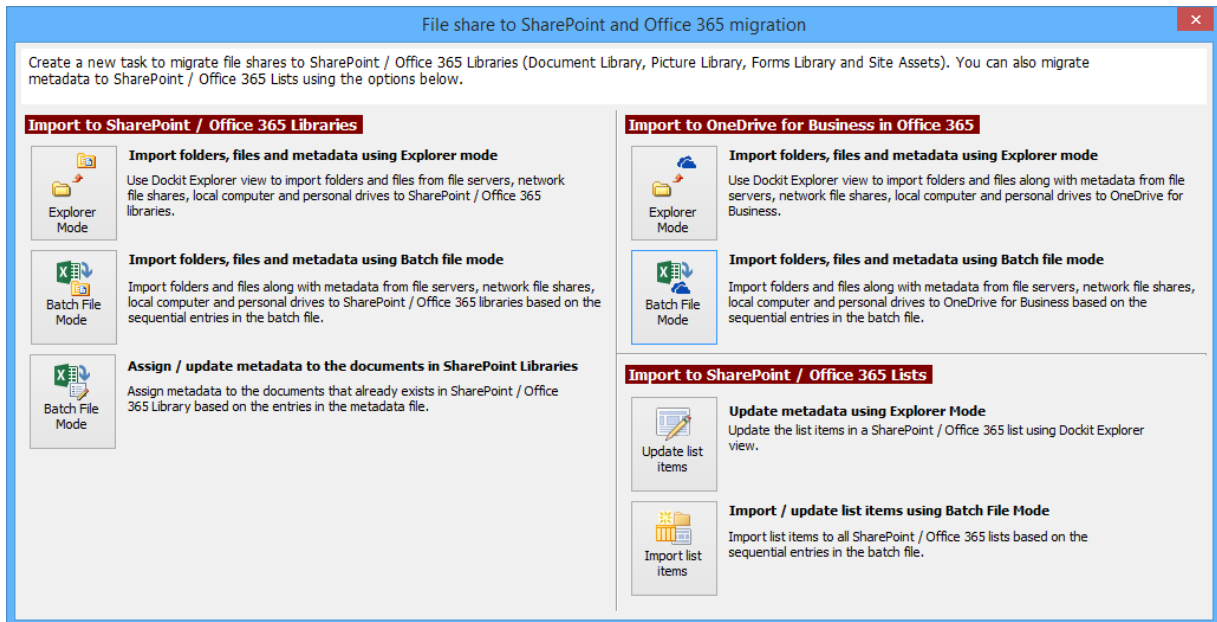 File share to SharePoint and Office 365 migration
Create a new task to migrate file shares to SharePoint / Office 365 Libraries (Document Library, Picture Library, Forms Library and Site Assets). You can also migrate
metadata to SharePoint / Office 365 Lists using the options below.
Import to SharePoint / Office 365 Libraries
Explorer
Mode
Import folders, files and metadata using Explorer mode
Use Dockit Explorer view to import folders and files from file servers, network
file shares, local computer and personal drives to SharePoint / Office 365
libraries.
Batch File
Mode
Import folders, files and metadata using Batch file mode
Import folders and files along with metadata from file servers, network file shares,
local computer and personal drives to SharePoint / Office 365 libraries based on the
sequential entries in the batch file.
Batch File
Mode
Assign / update metadata to the documents in SharePoint Libraries
Assign metadata to the documents that already exists in SharePoint / Office
365 Library based on the entries in the metadata file.
Import to OneDrive for Business in Office 365
Explorer
Mode
Import folders, files and metadata using Explorer mode
Use Dockit Explorer view to import folders and files along with metadata from file
servers, network file shares, local computer and personal drives to OneDrive for
Business.
Batch File
Mode
Import folders, files and metadata using Batch file mode
Import folders and files along with metadata from file servers, network file shares,
local computer and personal drives to OneDrive for Business based on the
sequential entries in the batch file.
Import to SharePoint / Office 365 Lists
Update list
items
Update metadata using Explorer Mode
Update the list items in a SharePoint / Office 365 list using Dockit Explorer
view.
Import list
items
Import / update list items using Batch File Mode
Import list items to all SharePoint / Office 365 lists based on the
sequential entries in the batch file.